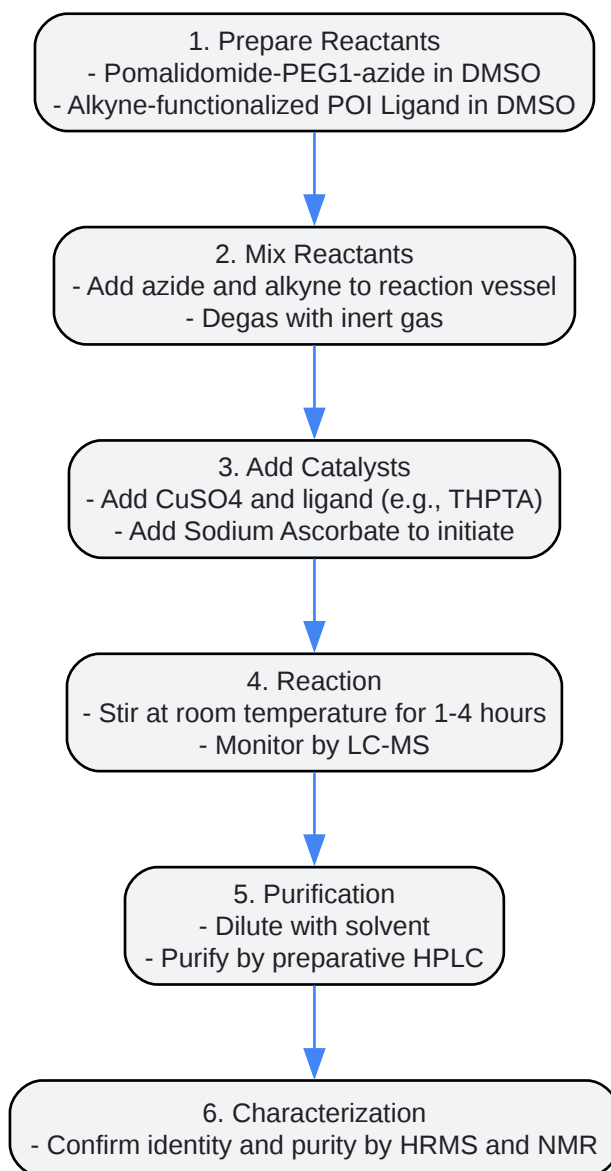 1. Prepare Reactants
- Pomalidomide-PEG1-azide in DMSO
- Alkyne-functionalized POI Ligand in DMSO
2. Mix Reactants
- Add azide and alkyne to reaction vessel
- Degas with inert gas
3. Add Catalysts
- Add CuSO4 and ligand (e.g., THPTA)
- Add Sodium Ascorbate to initiate
4. Reaction
- Stir at room temperature for 1-4 hours
- Monitor by LC-MS
5. Purification
- Dilute with solvent
- Purify by preparative HPLC
6. Characterization
- Confirm identity and purity by HRMS and NMR